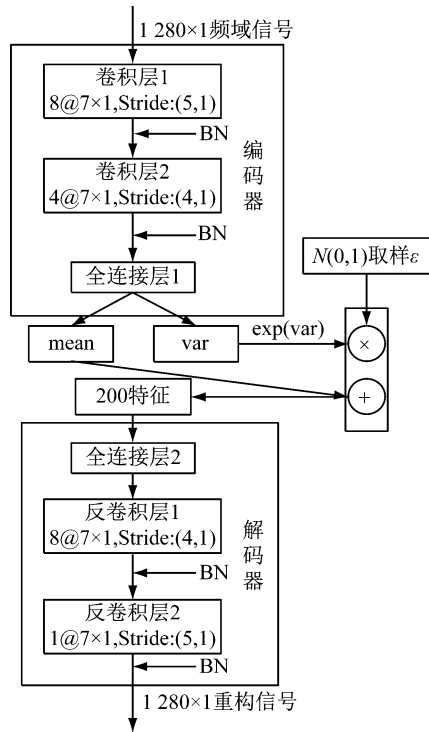 1 280×1频域信号
卷积层1
8@7×1,Stride:(5,1)
BN
卷积层2
4@7×1,Stride:(4,1)
BN
编码器
全连接层1
N(0,1)取样ε
mean
var
exp(var)
×
+
200特征
全连接层2
反卷积层1
8@7×1,Stride:(4,1)
BN
解码器
反卷积层2
1@7×1,Stride:(5,1)
BN
1 280×1重构信号